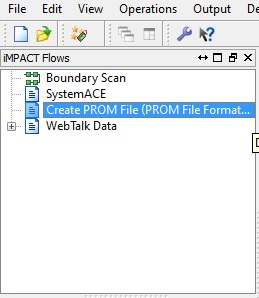 File Edit View Operations Output D
iMPACT Flows
Boundary Scan
SystemACE
Create PROM File (PROM File Format...
WebTalk Data